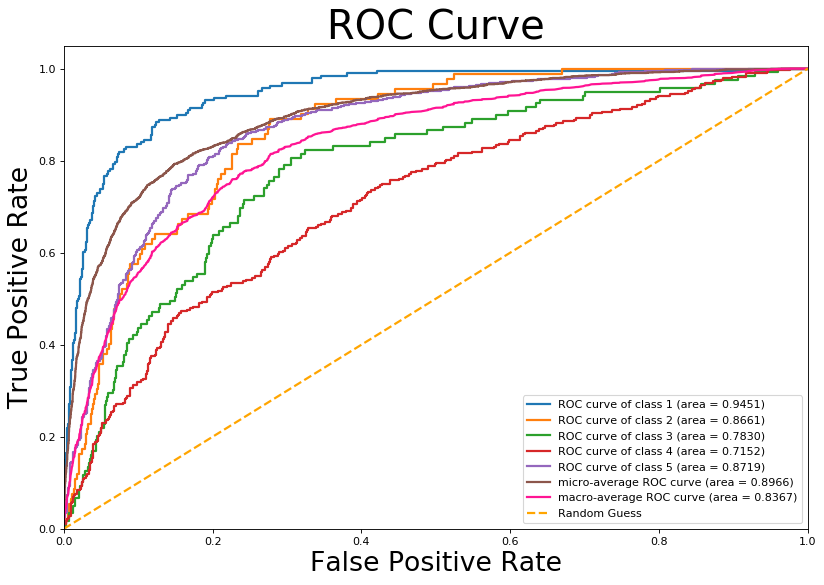 ROC Curve
True Positive Rate
1.0
0.8
0.6
0.4
0.2
0.0
ROC curve of class 1 (area = 0.9451)
ROC curve of class 2 (area = 0.8661)
ROC curve of class 3 (area = 0.7830)
ROC curve of class 4 (area = 0.7152)
ROC curve of class 5 (area = 0.8719)
micro-average ROC curve (area = 0.8966)
macro-average ROC curve (area = 0.8367)
Random Guess
0.0 0.2 0.4 0.6 0.8 1.0
False Positive Rate